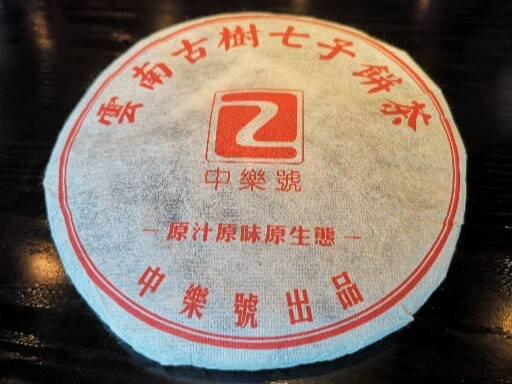 雲南古樹七子餅茶
中樂號
原汁原味原生態
中樂號出品